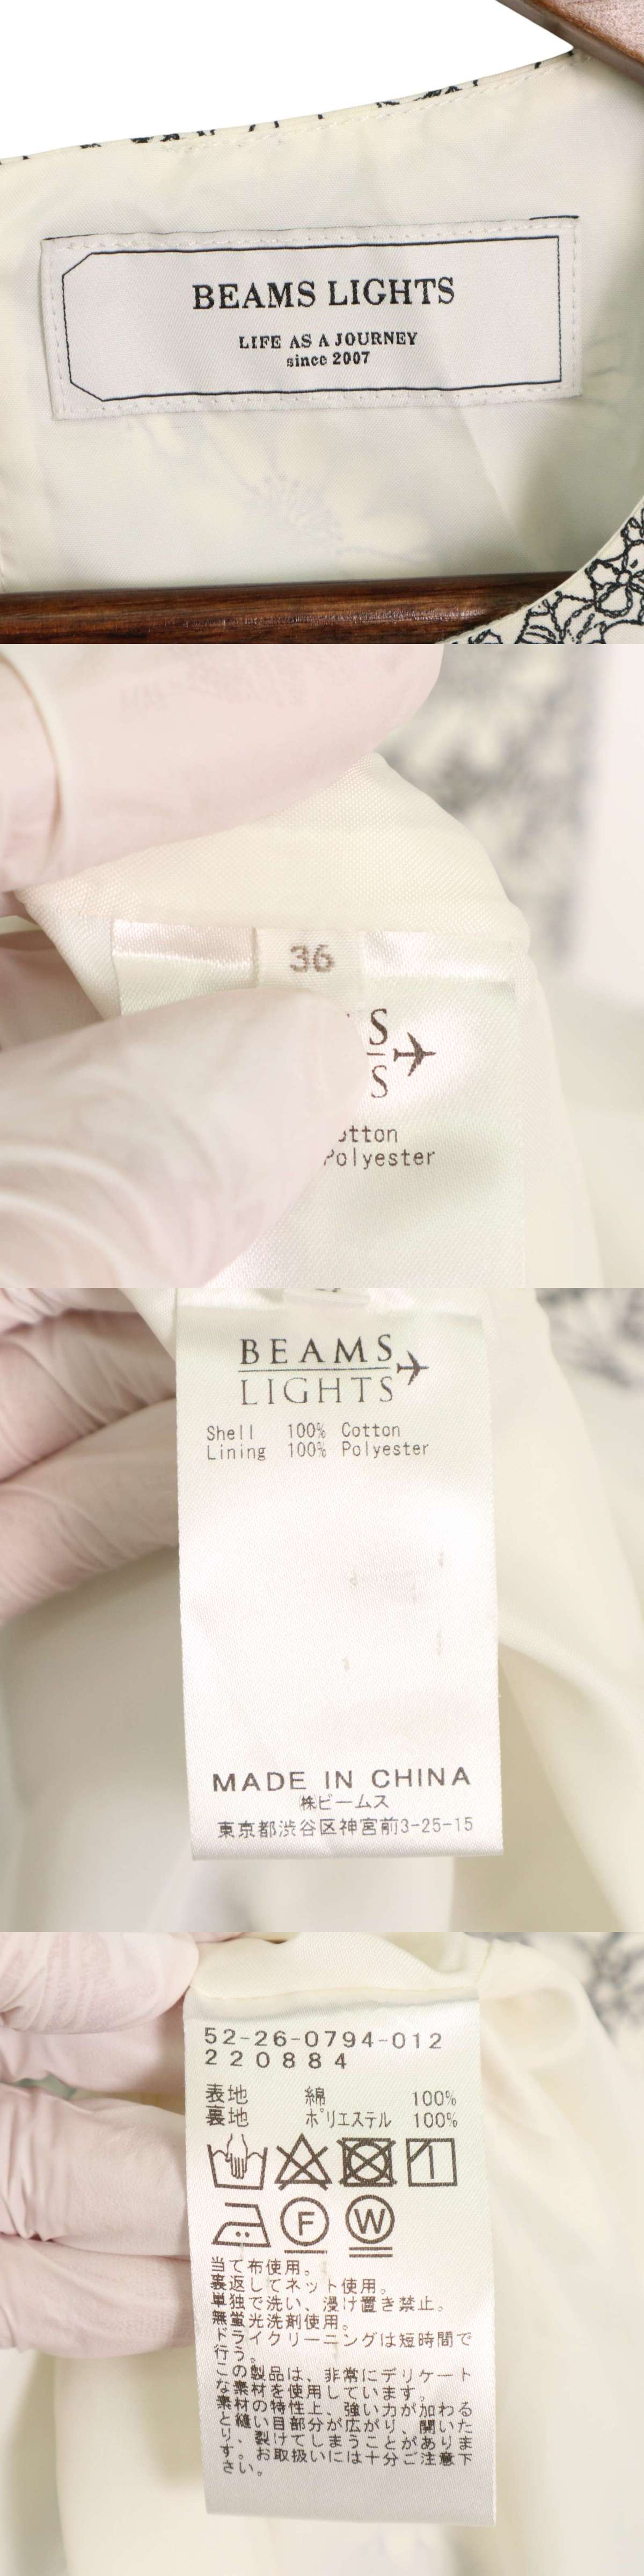 BEAMS LIGHTS
LIFE AS A JOURNEY
since 2007
36
S
S
otton
Polyester
BEAMS
LIGHTS
Shell 100% Cotton
Lining 100% Polyester
MADE IN CHINA
㈱ビームス
東京都渋谷区神宮前3-25-15
52-26-0794-012
220884
表地 綿 100%
裏地 ポリエステル 100%
F W
当て布使用。
裏返してネット使用。
単独で洗い、浸け置き禁止。
無蛍光洗剤使用。
ドライクリーニングは短時間で
行う。
この製品は、非常にデリケート
な素材を使用しています。
素材の特性上、強い力が加わる
と縫い目部分が広がり、開いた
り、裂けてしまうことがありま
す。お取扱いには十分ご注意下
さい。